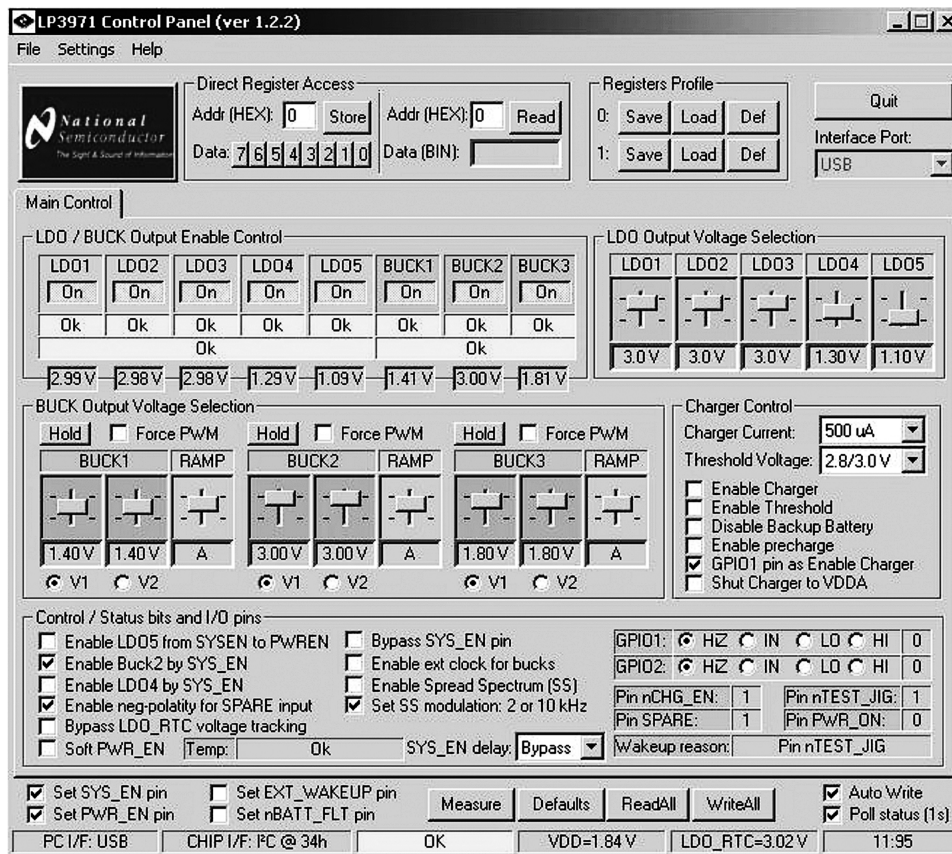 LP3971 Control Panel (ver 1.2.2)
File Settings Help
Direct Register Access
Addr (HEX): 0 Store Addr (HEX): 0 Read
Data: 7 6 5 4 3 2 1 0 Data (BIN):
Registers Profile
0: Save Load Def
1: Save Load Def
Quit
Interface Port:
USB
National
Semiconductor
The Sight & Sound of Information
Main Control
LDO / BUCK Output Enable Control
LDO1 LDO2 LDO3 LDO4 LDO5 BUCK1 BUCK2 BUCK3
On On On On On On On On
Ok Ok Ok Ok Ok Ok Ok Ok
Ok Ok
2.99 V 2.98 V 2.98 V 1.29 V 1.09 V 1.41 V 3.00 V 1.81 V
LDO Output Voltage Selection
LDO1 LDO2 LDO3 LDO4 LDO5
3.0 V 3.0 V 3.0 V 1.30 V 1.10 V
BUCK Output Voltage Selection
Hold Force PWM Hold Force PWM Hold Force PWM
BUCK1 RAMP BUCK2 RAMP BUCK3 RAMP
1.40 V 1.40 V A 3.00 V 3.00 V A 1.80 V 1.80 V A
V1 V2 V1 V2 V1 V2
Charger Control
Charger Current: 500 uA
Threshold Voltage: 2.8/3.0 V
Enable Charger
Enable Threshold
Disable Backup Battery
Enable precharge
GPIO1 pin as Enable Charger
Shut Charger to VDDA
Control / Status bits and I/O pins
Enable LDO5 from SYSEN to PWREN
Enable Buck2 by SYS_EN
Enable LDO4 by SYS_EN
Enable neg-polatity for SPARE input
Bypass LDO_RTC voltage tracking
Soft PWR_EN Temp: Ok
Bypass SYS_EN pin
Enable ext clock for bucks
Enable Spread Spectrum (SS)
Set SS modulation: 2 or 10 kHz
SYS_EN delay: Bypass
GPIO1: HiZ IN LO HI 0
GPIO2: HiZ IN LO HI 0
Pin nCHG_EN: 1 Pin nTEST_JIG: 1
Pin SPARE: 1 Pin PWR_ON: 0
Wakeup reason: Pin nTEST_JIG
Set SYS_EN pin Set EXT_WAKEUP pin
Set PWR_EN pin Set nBATT_FLT pin
Measure Defaults ReadAll WriteAll
Auto Write
Poll status (1s)
PC I/F: USB CHIP I/F: I²C @ 34h OK VDD=1.84 V LDO_RTC=3.02 V 11:95